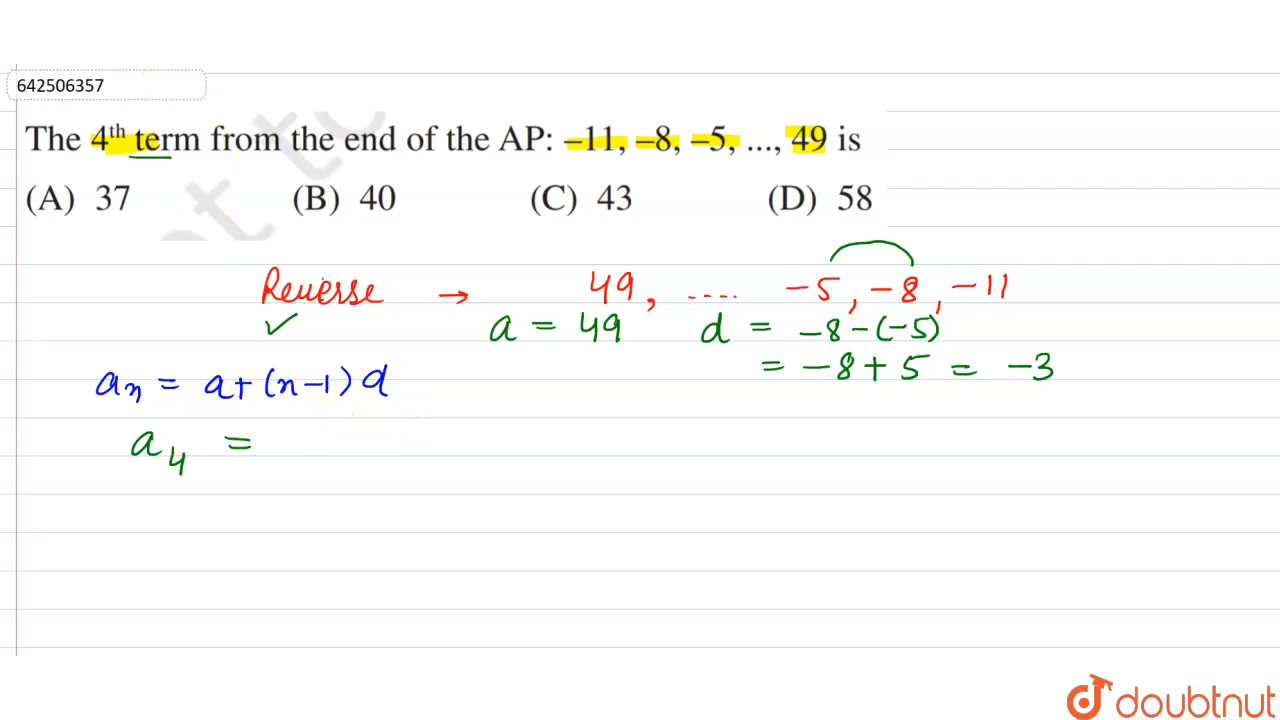 642506357
The 4th term from the end of the AP: –11, –8, –5, ..., 49 is
(A) 37 (B) 40 (C) 43 (D) 58
Reverse → 49, .... -5, -8, -11
✓ a = 49 d = -8-(-5)
= -8+5 = -3
an = a+(n-1)d
a4 =
doubtnut